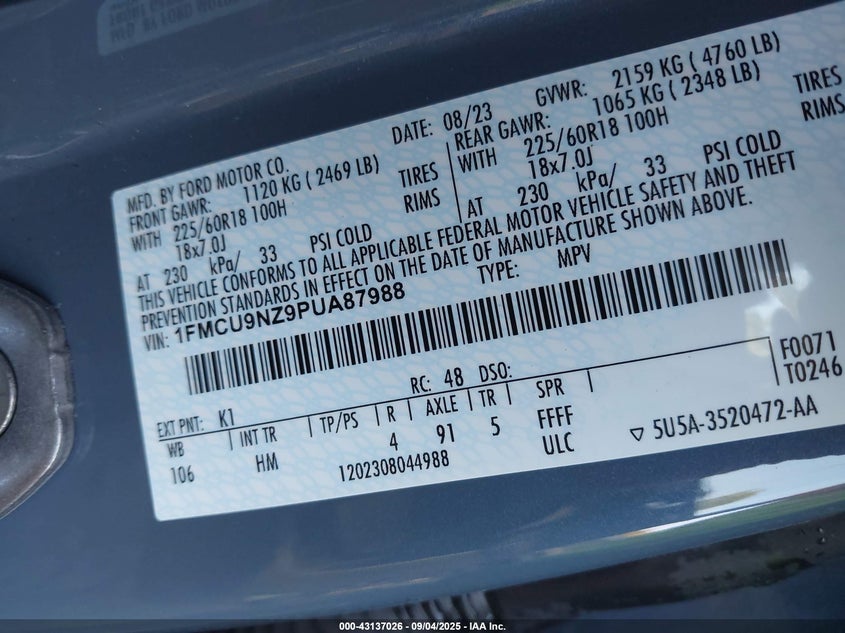 MFD. BY FORD MOTOR CO.
DATE: 08/23 GVWR: 2159 KG ( 4760 LB)
FRONT GAWR: 1120 KG ( 2469 LB) REAR GAWR: 1065 KG ( 2348 LB)
WITH 225/60R18 100H TIRES WITH 225/60R18 100H TIRES
18x7.0J RIMS 18x7.0J RIMS
AT 230 kPa/ 33 PSI COLD AT 230 kPa/ 33 PSI COLD
THIS VEHICLE CONFORMS TO ALL APPLICABLE FEDERAL MOTOR VEHICLE SAFETY AND THEFT
PREVENTION STANDARDS IN EFFECT ON THE DATE OF MANUFACTURE SHOWN ABOVE.
VIN: 1FMCU9NZ9PUA87988 TYPE: MPV
EXT PNT: K1 RC: 48 DSO: F0071
WB INT TR TP/PS R AXLE TR SPR T0246
106 HM 4 91 5 FFFF
1202308044988 ULC 5U5A-3520472-AA
000-43137026 - 09/04/2025 - IAA Inc.